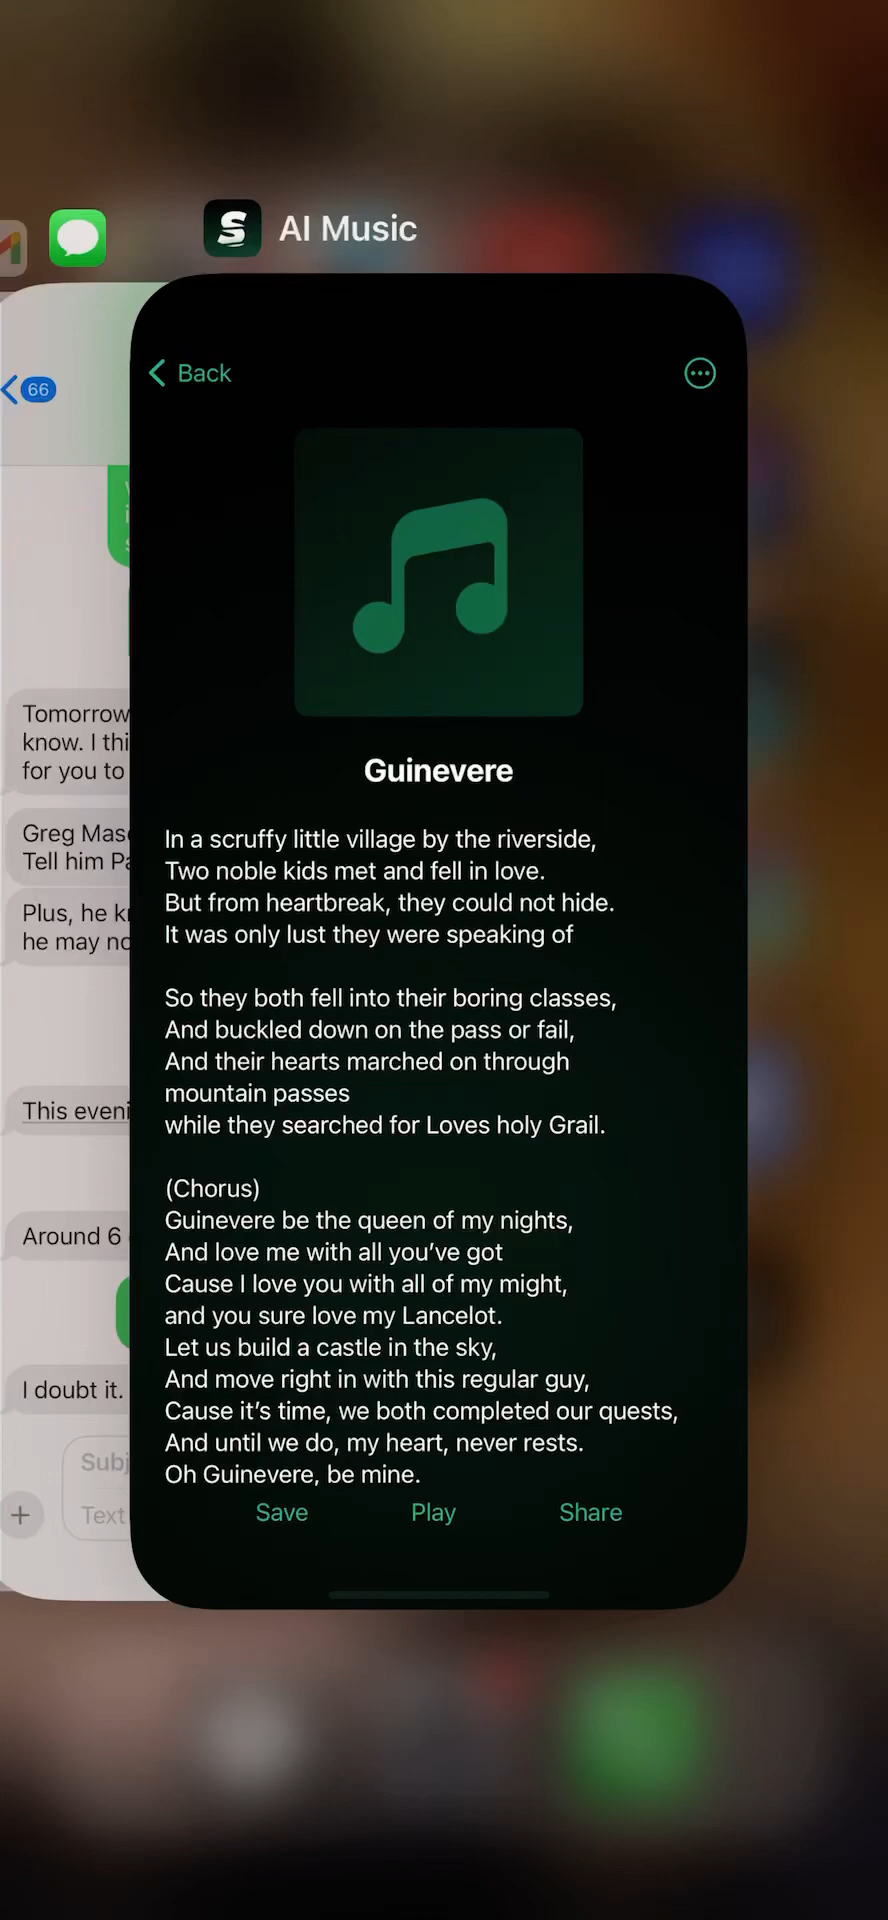 AI Music
66
Back
Tomorrow
know. I thi
for you to
Greg Mas
Tell him Pa
Plus, he k
he may no
This eveni
Around 6
I doubt it.
Subj
Text
Guinevere
In a scruffy little village by the riverside,
Two noble kids met and fell in love.
But from heartbreak, they could not hide.
It was only lust they were speaking of
So they both fell into their boring classes,
And buckled down on the pass or fail,
And their hearts marched on through
mountain passes
while they searched for Loves holy Grail.
(Chorus)
Guinevere be the queen of my nights,
And love me with all you’ve got
Cause I love you with all of my might,
and you sure love my Lancelot.
Let us build a castle in the sky,
And move right in with this regular guy,
Cause it’s time, we both completed our quests,
And until we do, my heart, never rests.
Oh Guinevere, be mine.
Save Play Share